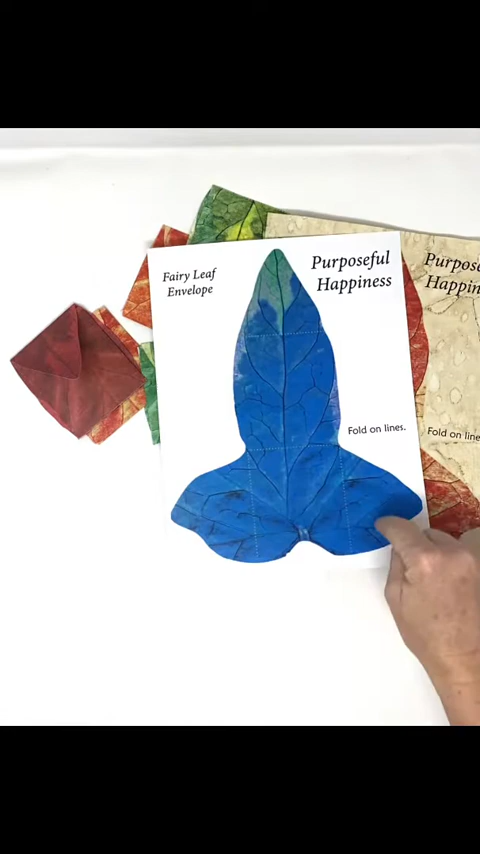 Fairy Leaf
Envelope
Purposeful
Happiness
Fold on lines.
Fold on line